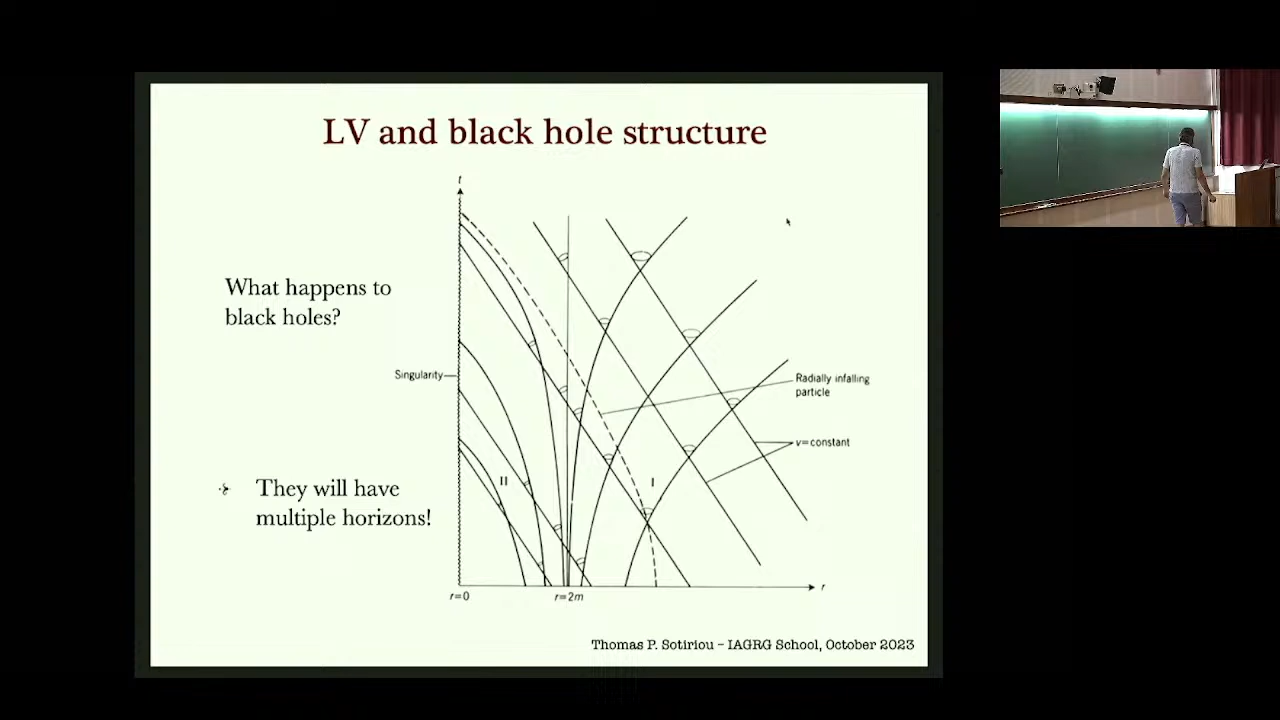 LV and black hole structure
t
What happens to
black holes?
Singularity
Radially infalling
particle
v=constant
II
I
They will have
multiple horizons!
r=0
r=2m
r
Thomas P. Sotiriou – IAGRG School, October 2023